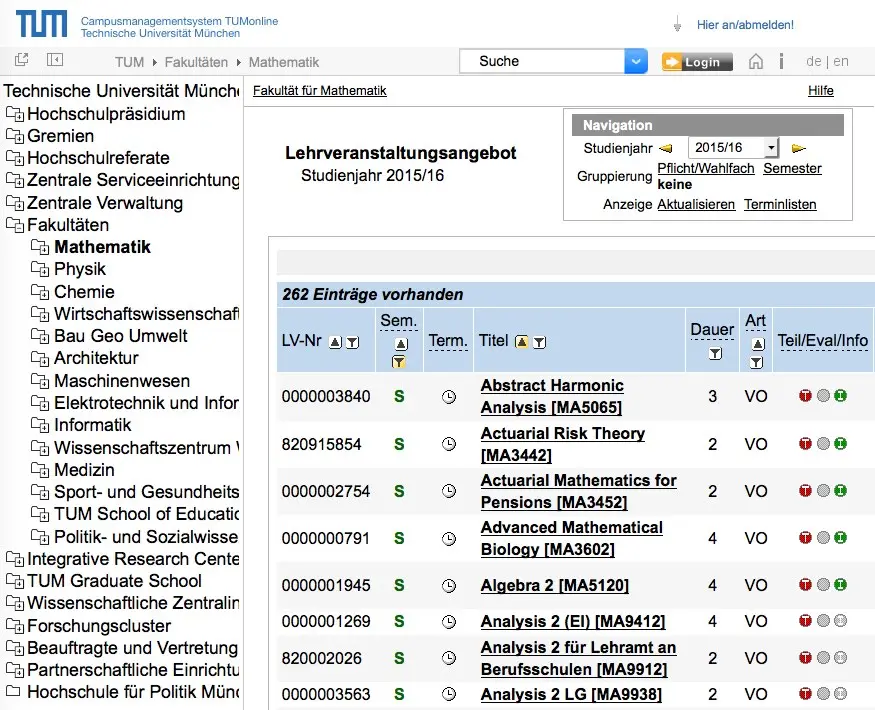 TUM
Campusmanagementsystem TUMonline
Technische Universität München
Hier an/abmelden!
TUM Fakultäten Mathematik
Suche
Login
de | en
Technische Universität Münche
Hochschulpräsidium
Gremien
Hochschulreferate
Zentrale Serviceeinrichtung
Zentrale Verwaltung
Fakultäten
Mathematik
Physik
Chemie
Wirtschaftswissenschaft
Bau Geo Umwelt
Architektur
Maschinenwesen
Elektrotechnik und Infor
Informatik
Wissenschaftszentrum W
Medizin
Sport- und Gesundheits
TUM School of Educatio
Politik- und Sozialwisse
Integrative Research Cente
TUM Graduate School
Wissenschaftliche Zentralin
Forschungscluster
Beauftragte und Vertretung
Partnerschaftliche Einrichtu
Hochschule für Politik Münc
Fakultät für Mathematik
Hilfe
Lehrveranstaltungsangebot
Studienjahr 2015/16
Navigation
Studienjahr 2015/16
Gruppierung Pflicht/Wahlfach Semester
keine
Anzeige Aktualisieren Terminlisten
262 Einträge vorhanden
LV-Nr Sem. Term. Titel Dauer Art Teil/Eval/Info
0000003840 S Abstract Harmonic 3 VO T I
Analysis [MA5065]
820915854 S Actuarial Risk Theory 2 VO T I
[MA3442]
0000002754 S Actuarial Mathematics for 2 VO T I
Pensions [MA3452]
0000000791 S Advanced Mathematical 4 VO T I
Biology [MA3602]
0000001945 S Algebra 2 [MA5120] 4 VO T I
0000001269 S Analysis 2 (EI) [MA9412] 4 VO T I
820002026 S Analysis 2 für Lehramt an 2 VO T I
Berufsschulen [MA9912]
0000003563 S Analysis 2 LG [MA9938] 2 VO T I